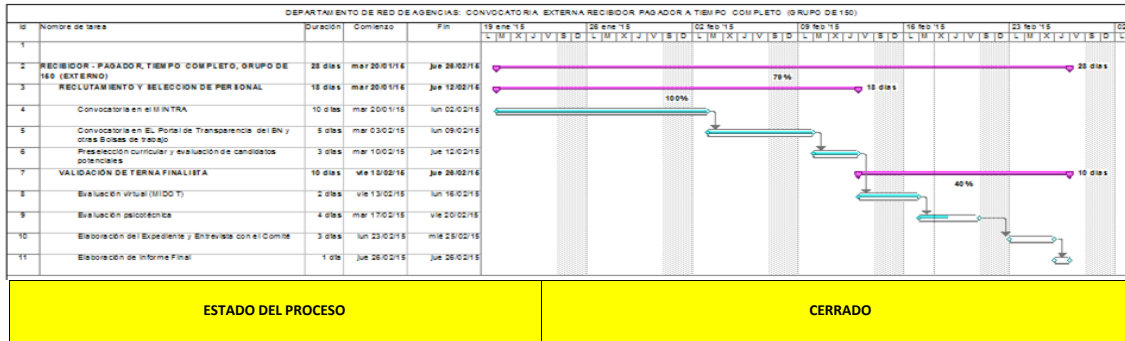 DEPARTAMENTO DE RED DE AGENCIAS: CONVOCATORIA EXTERNA RECIBIDOR PAGADOR A TIEMPO COMPLETO (GRUPO DE 150)
Id Nombre de tarea Duración Comienzo Fin 19 ene '15 26 ene '15 02 feb '15 09 feb '15 16 feb '15 23 feb '15 02
L M X J V S D L M X J V S D L M X J V S D L M X J V S D L M X J V S D L M X J V S D L
1
2 RECIBIDOR - PAGADOR, TIEMPO COMPLETO, GRUPO DE 28 días mar 20/01/15 jue 26/02/15 28 días
150 (EXTERNO) 79%
3 RECLUTAMIENTO Y SELECCION DE PERSONAL 18 días mar 20/01/15 jue 12/02/15 18 días
100%
4 Convocatoria en el MINTRA 10 días mar 20/01/15 lun 02/02/15
5 Convocatoria en EL Portal de Transparencia del BN y 5 días mar 03/02/15 lun 09/02/15
otras Bolsas de trabajo
6 Preselección curricular y evaluación de candidatos 3 días mar 10/02/15 jue 12/02/15
potenciales
7 VALIDACIÓN DE TERNA FINALISTA 10 días vie 13/02/15 jue 26/02/15 10 días
40%
8 Evaluación virtual (MIDOT) 2 días vie 13/02/15 lun 16/02/15
9 Evaluación psicotécnica 4 días mar 17/02/15 vie 20/02/15
10 Elaboración del Expediente y Entrevista con el Comité 3 días lun 23/02/15 mié 25/02/15
11 Elaboración de Informe Final 1 día jue 26/02/15 jue 26/02/15
ESTADO DEL PROCESO CERRADO